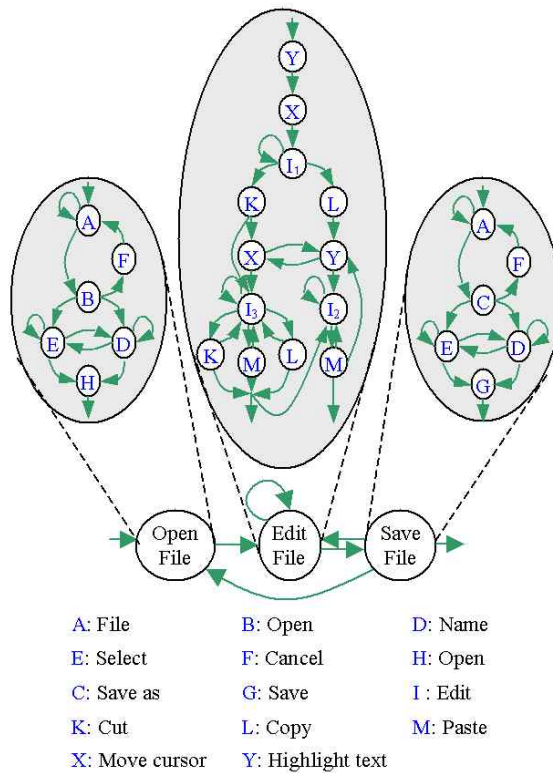 Y
X
I1
K L
X Y
I3 I2
K M L M
A
F
B
E D
H
A
F
C
E D
G
Open File
Edit File
Save File
A: File B: Open D: Name
E: Select F: Cancel H: Open
C: Save as G: Save I : Edit
K: Cut L: Copy M: Paste
X: Move cursor Y: Highlight text